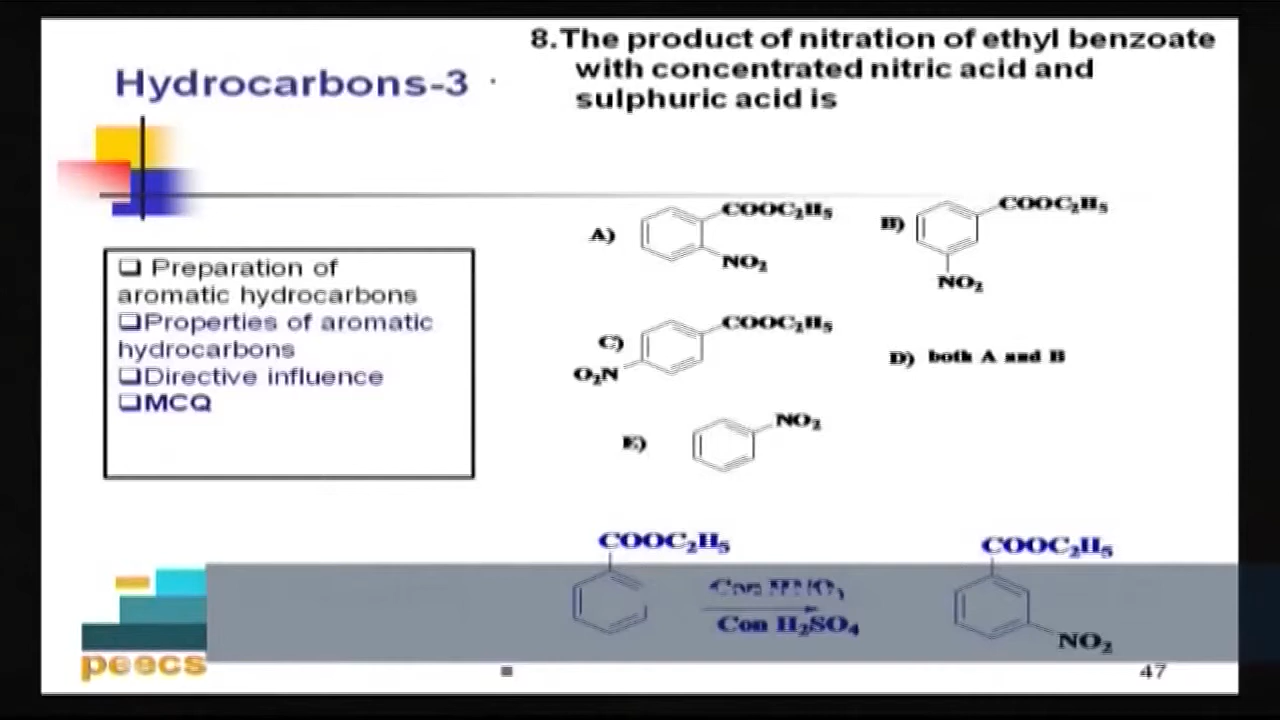 Hydrocarbons-3
8.The product of nitration of ethyl benzoate
with concentrated nitric acid and
sulphuric acid is
❑ Preparation of
aromatic hydrocarbons
❑Properties of aromatic
hydrocarbons
❑Directive influence
❑MCQ
A)
COOC₂H₅
NO₂
B)
COOC₂H₅
NO₂
C)
COOC₂H₅
O₂N
D) both A and B
E)
NO₂
COOC₂H₅
Con HNO₃
Con H₂SO₄
COOC₂H₅
NO₂
peecs
47